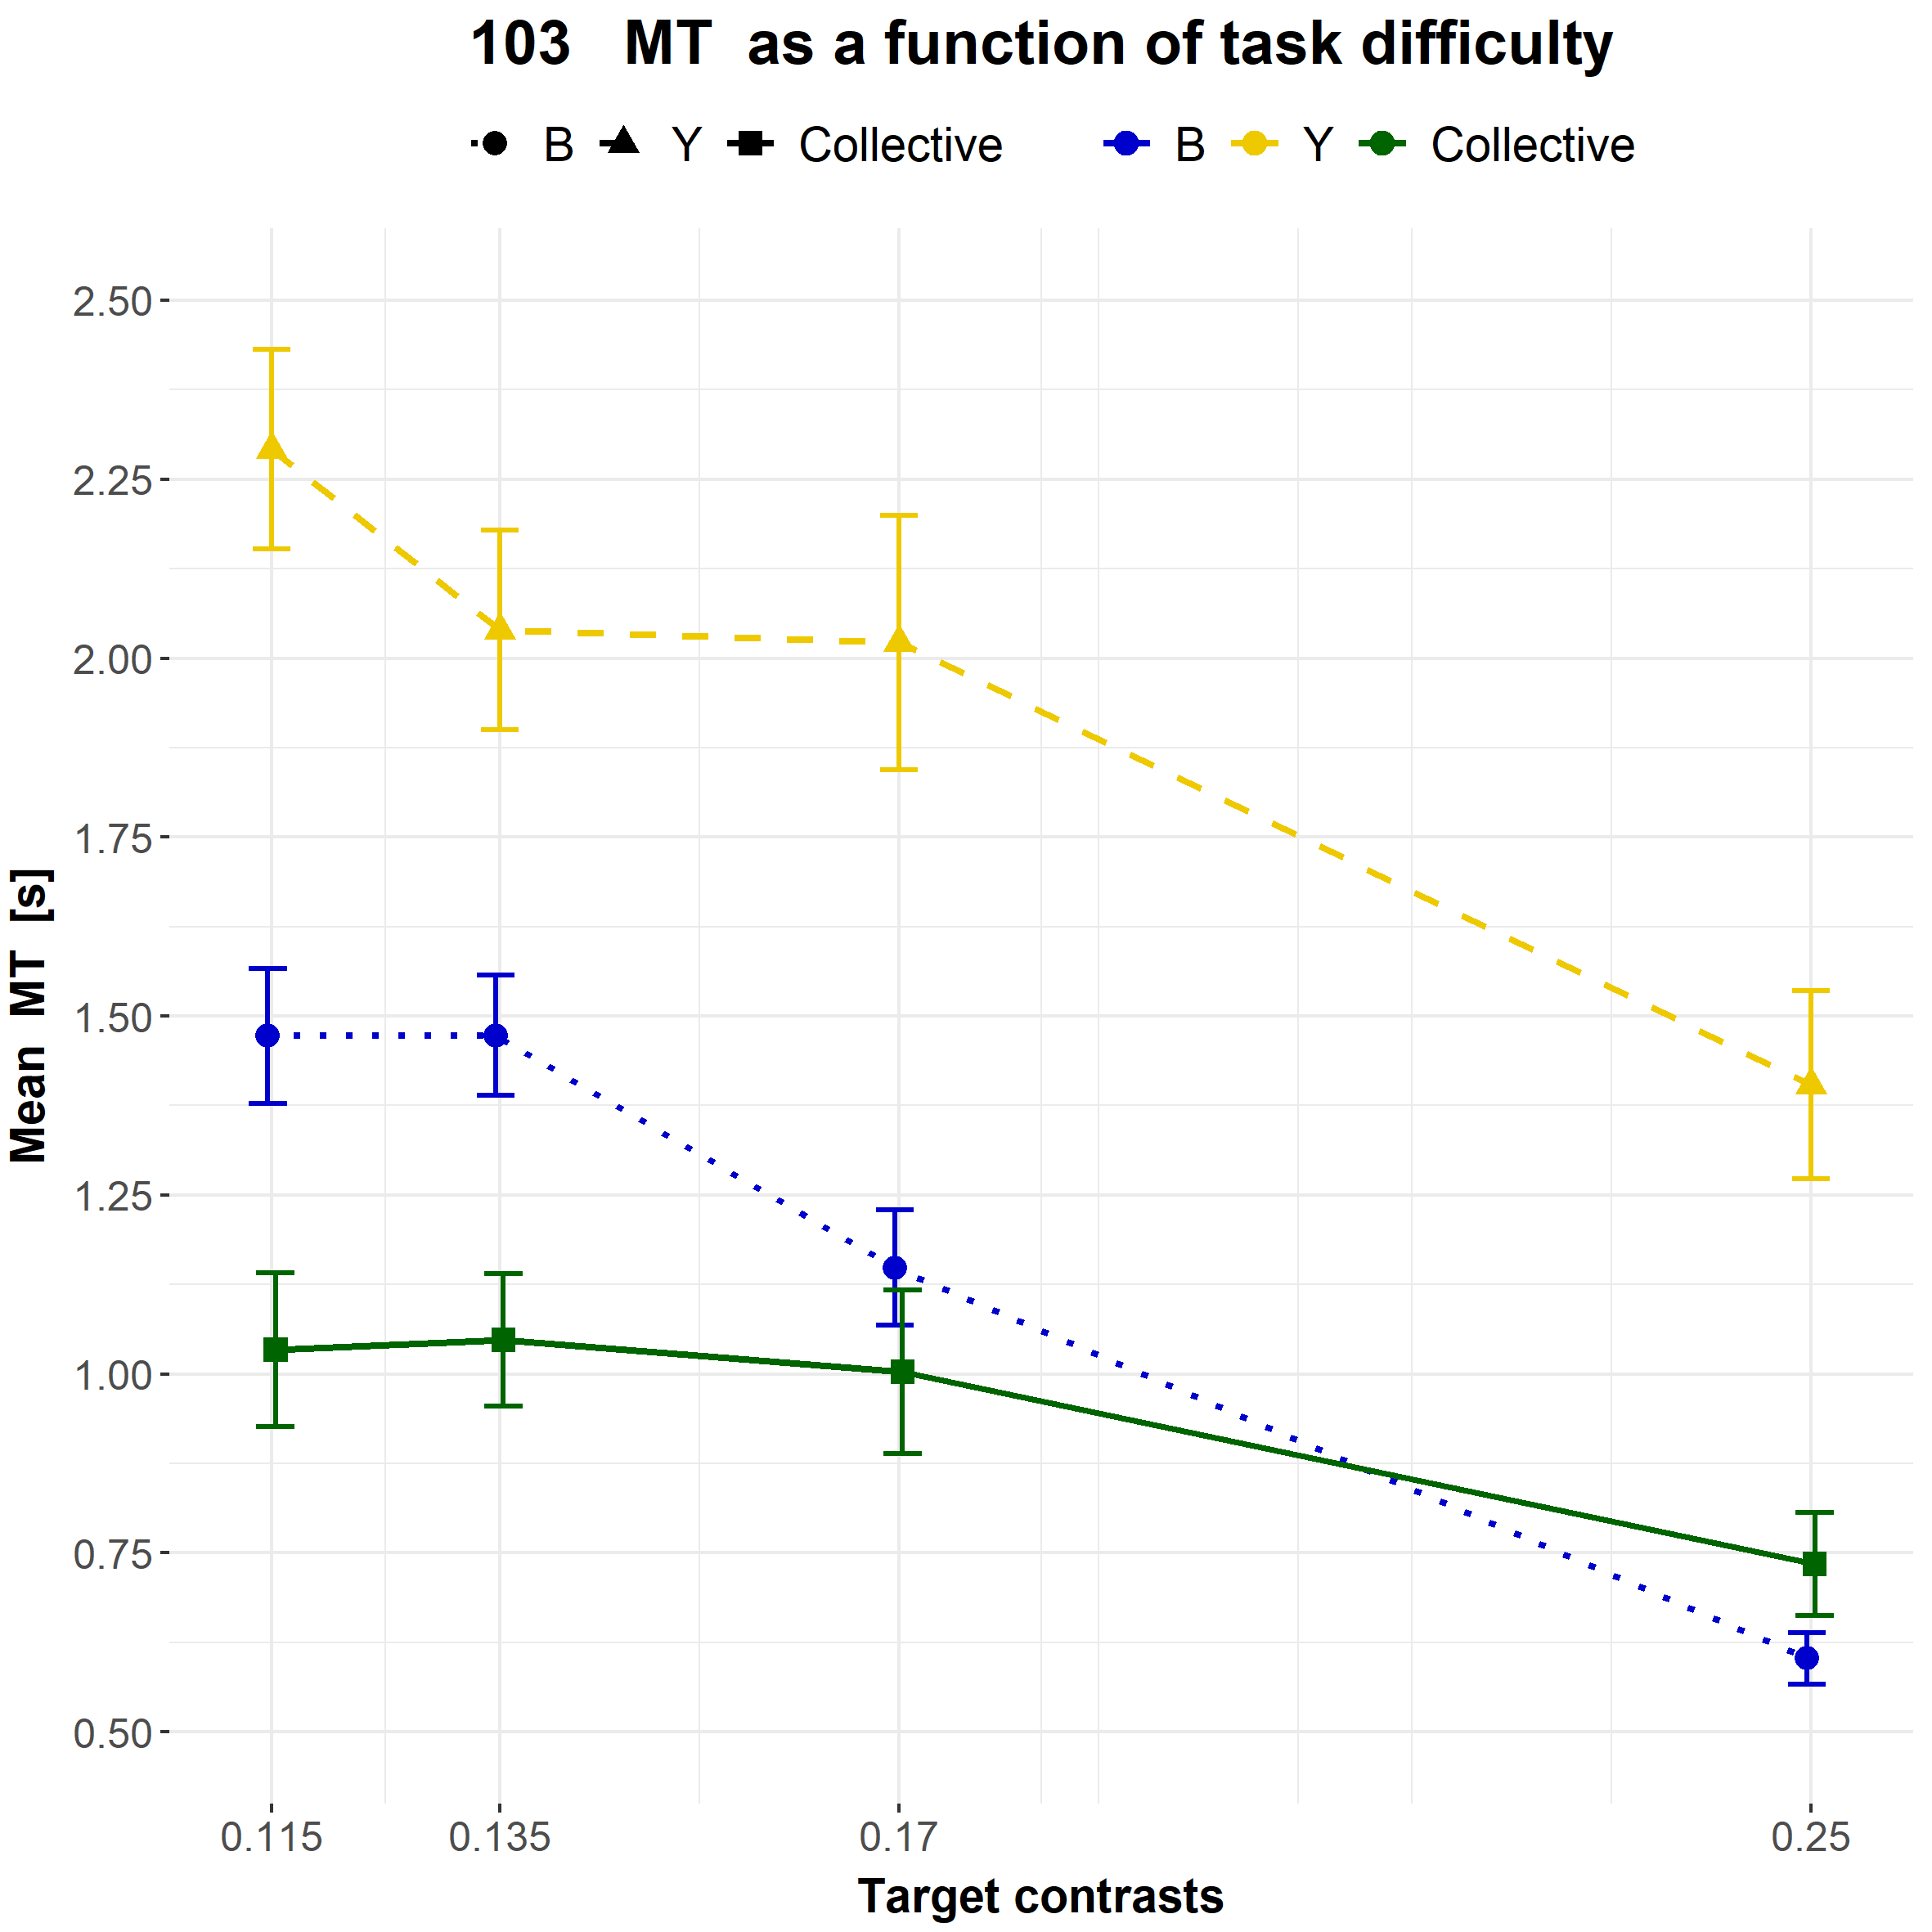 103   MT  as a function of task difficulty
B Y Collective B Y Collective
2.50
2.25
2.00
1.75
1.50
1.25
1.00
0.75
0.50
Mean  MT  [s]
0.115 0.135 0.17 0.25
Target contrasts